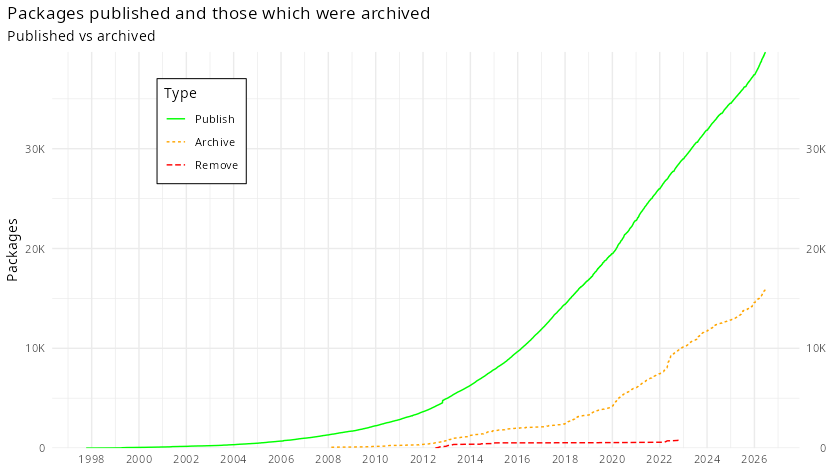 Packages published and those which were archived
Published vs archived
Type
Publish
Archive
Remove
Packages
30K 30K
20K 20K
10K 10K
0 0
1998 2000 2002 2004 2006 2008 2010 2012 2014 2016 2018 2020 2022 2024 2026